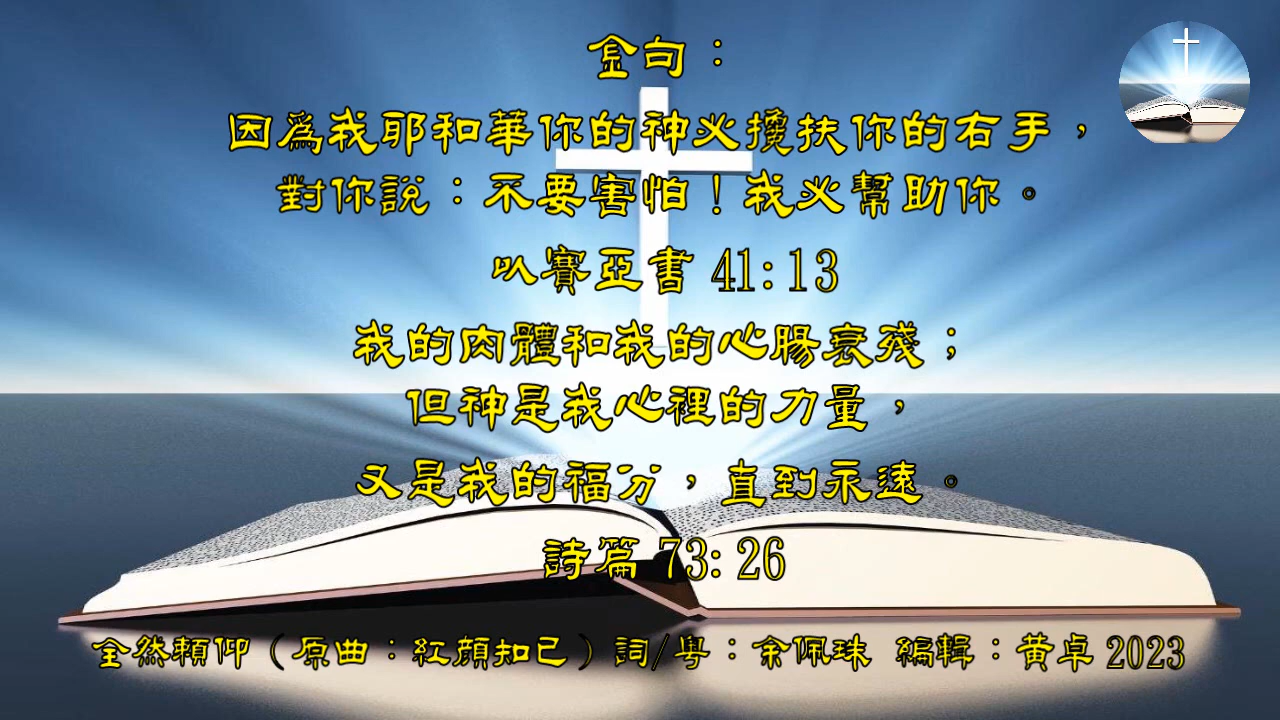 金句：
因為我耶和華你的神必攙扶你的右手，
對你說：不要害怕！我必幫助你。
以賽亞書 41:13
我的肉體和我的心腸衰殘；
但神是我心裡的力量，
又是我的福分，直到永遠。
詩篇 73:26
全然賴仰（原曲：紅顏知己）詞/粵：余佩珠 編輯：黃卓 2023